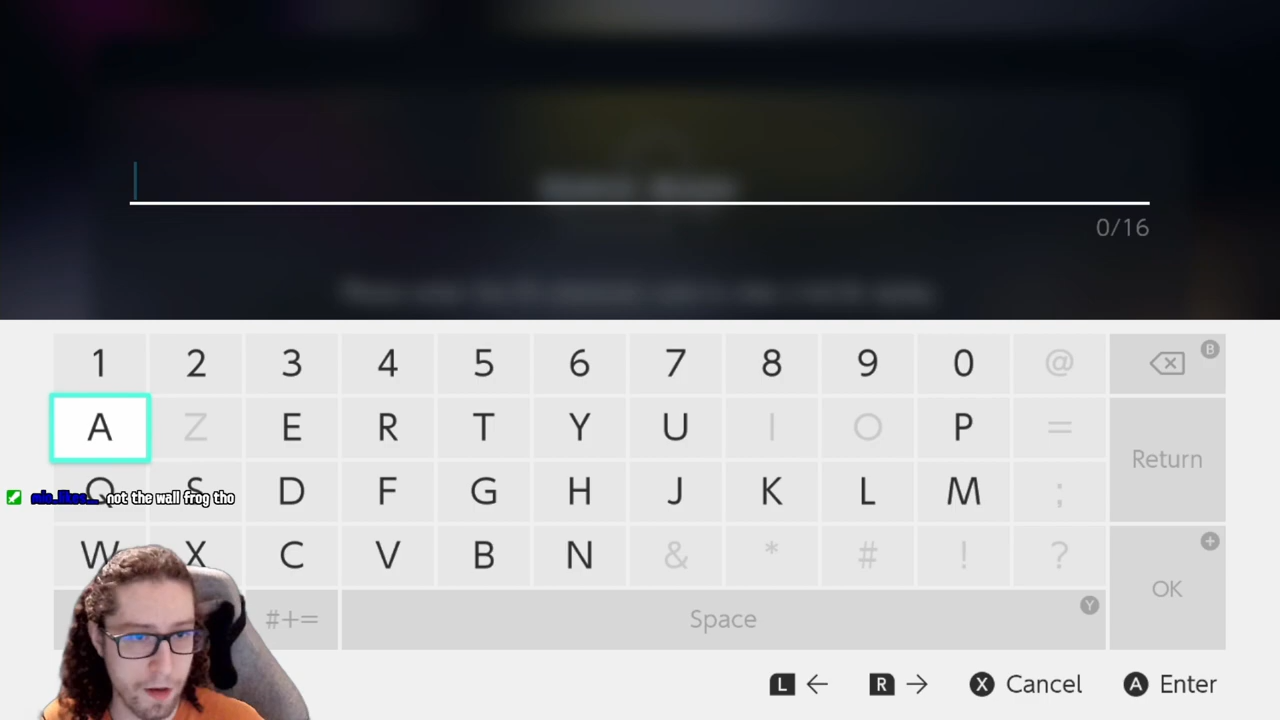 0/16
1 2 3 4 5 6 7 8 9 0 @ B
A Z E R T Y U I O P = Return
Q S D F G H J K L M ;
not the wall frog tho
W X C V B N & * # ! ? + OK
#+= Space Y
L ← R → X Cancel A Enter